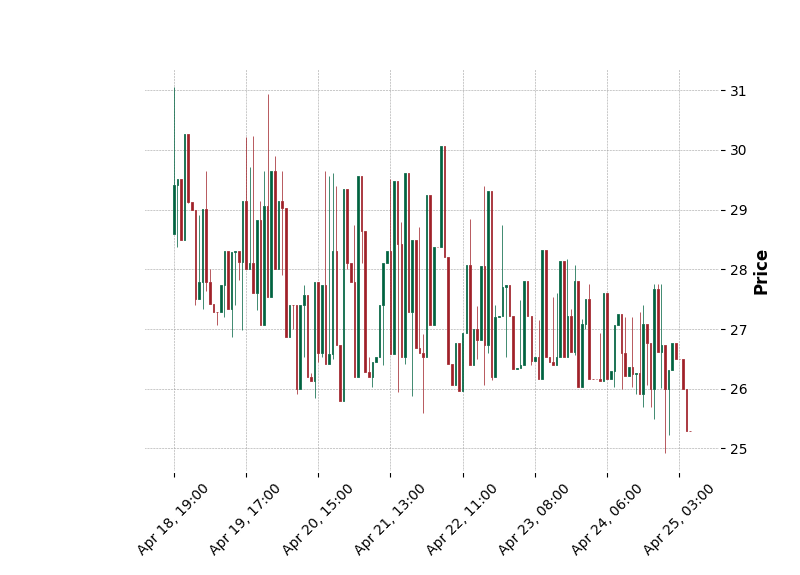 31
30
29
28
27
26
25
Price
Apr 18, 19:00
Apr 19, 17:00
Apr 20, 15:00
Apr 21, 13:00
Apr 22, 11:00
Apr 23, 08:00
Apr 24, 06:00
Apr 25, 03:00